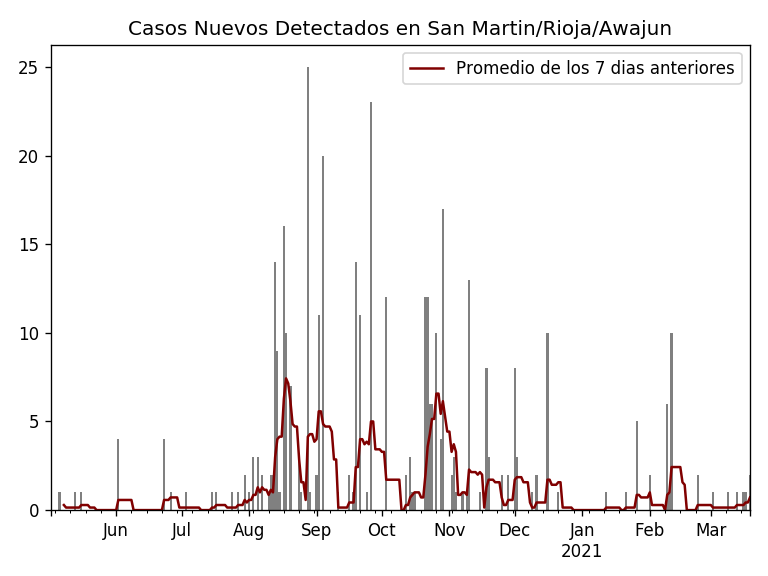 Casos Nuevos Detectados en San Martin/Rioja/Awajun
Promedio de los 7 dias anteriores
25
20
15
10
5
0
Jun Jul Aug Sep Oct Nov Dec Jan Feb Mar
2021